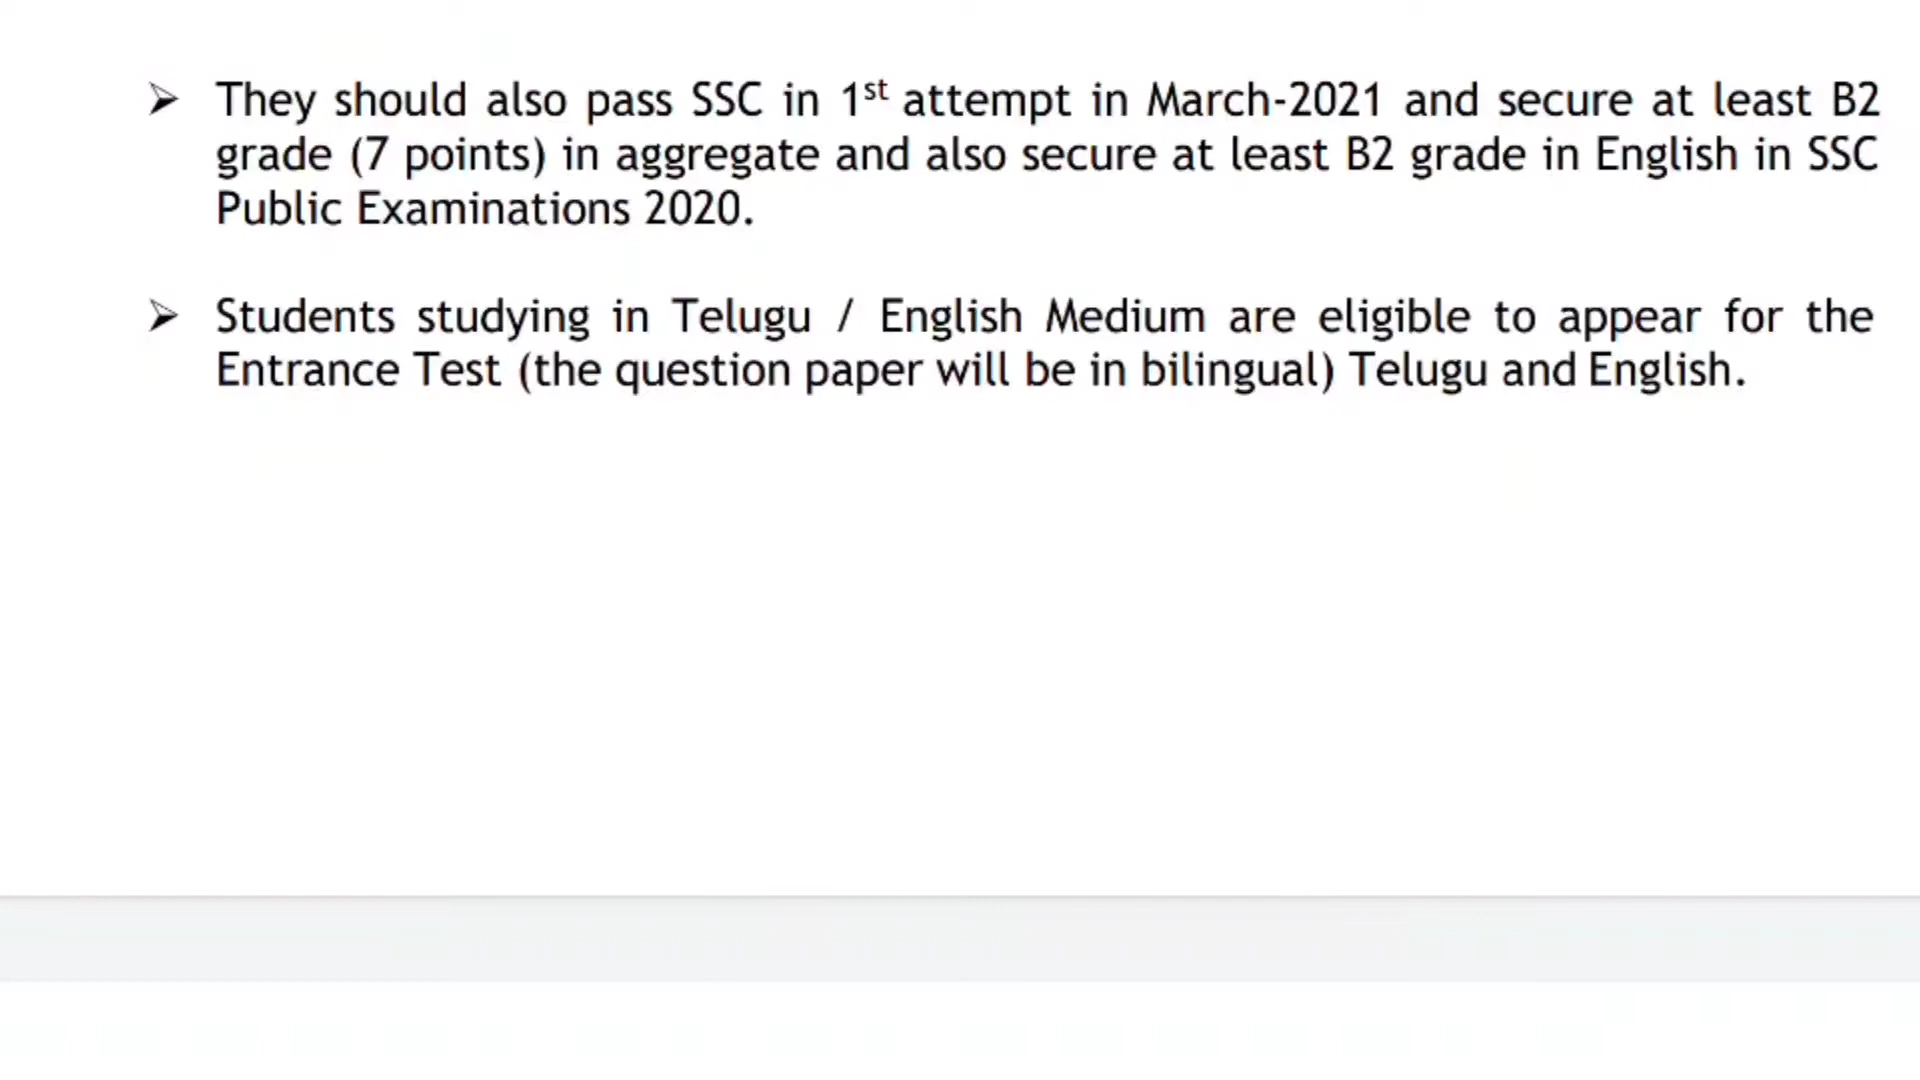 ➢ They should also pass SSC in 1st attempt in March-2021 and secure at least B2
grade (7 points) in aggregate and also secure at least B2 grade in English in SSC
Public Examinations 2020.
➢ Students studying in Telugu / English Medium are eligible to appear for the
Entrance Test (the question paper will be in bilingual) Telugu and English.